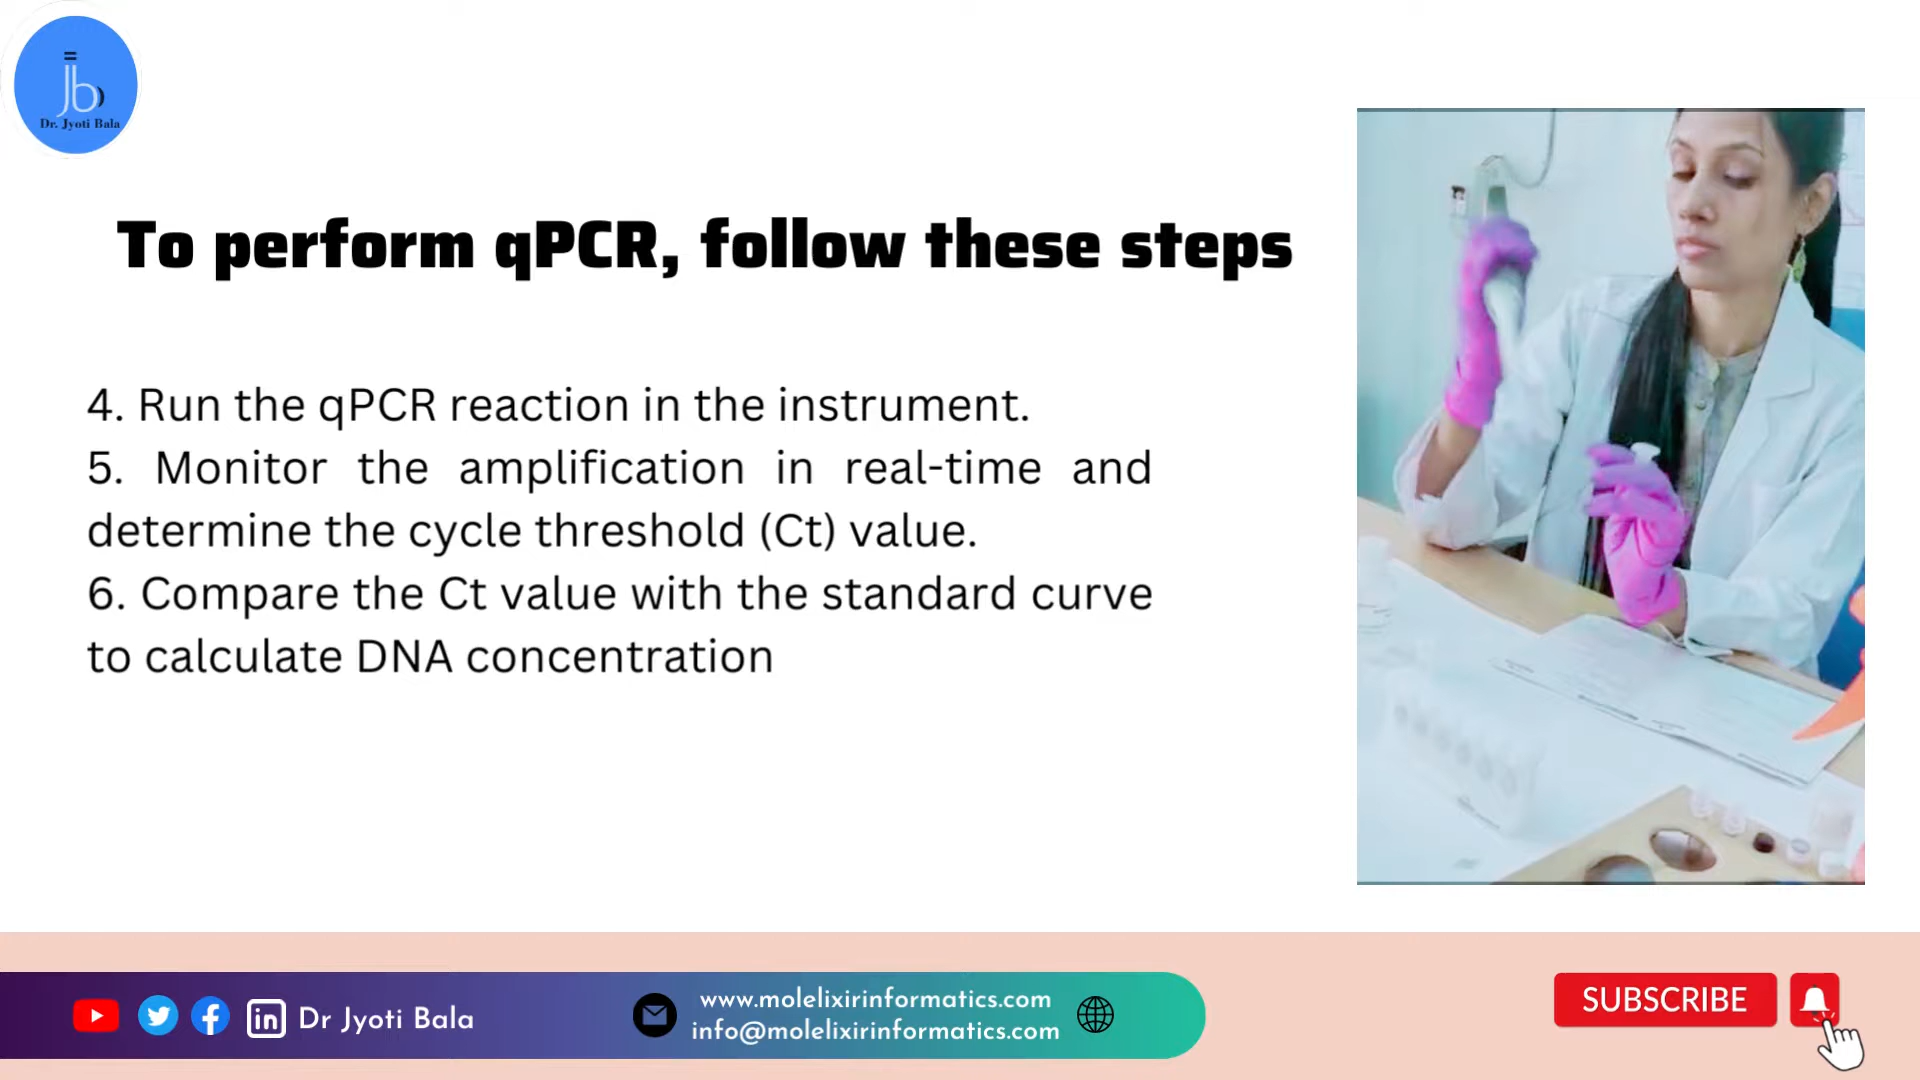 Dr. Jyoti Bala
To perform qPCR, follow these steps
4. Run the qPCR reaction in the instrument.
5. Monitor the amplification in real-time and
determine the cycle threshold (Ct) value.
6. Compare the Ct value with the standard curve
to calculate DNA concentration
Dr Jyoti Bala
www.molelixirinformatics.com
info@molelixirinformatics.com
SUBSCRIBE